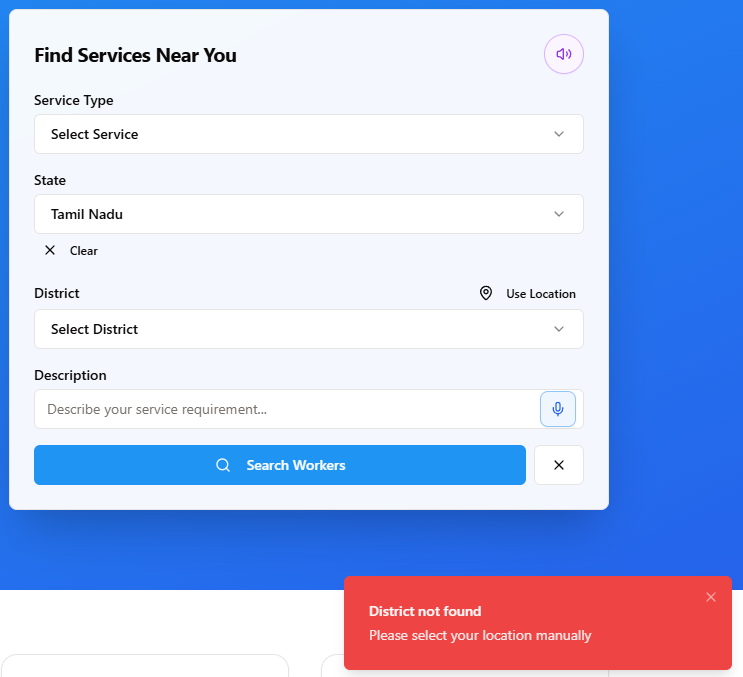 Find Services Near You
Service Type
Select Service
State
Tamil Nadu
Clear
District
Use Location
Select District
Description
Describe your service requirement...
Search Workers
District not found
Please select your location manually